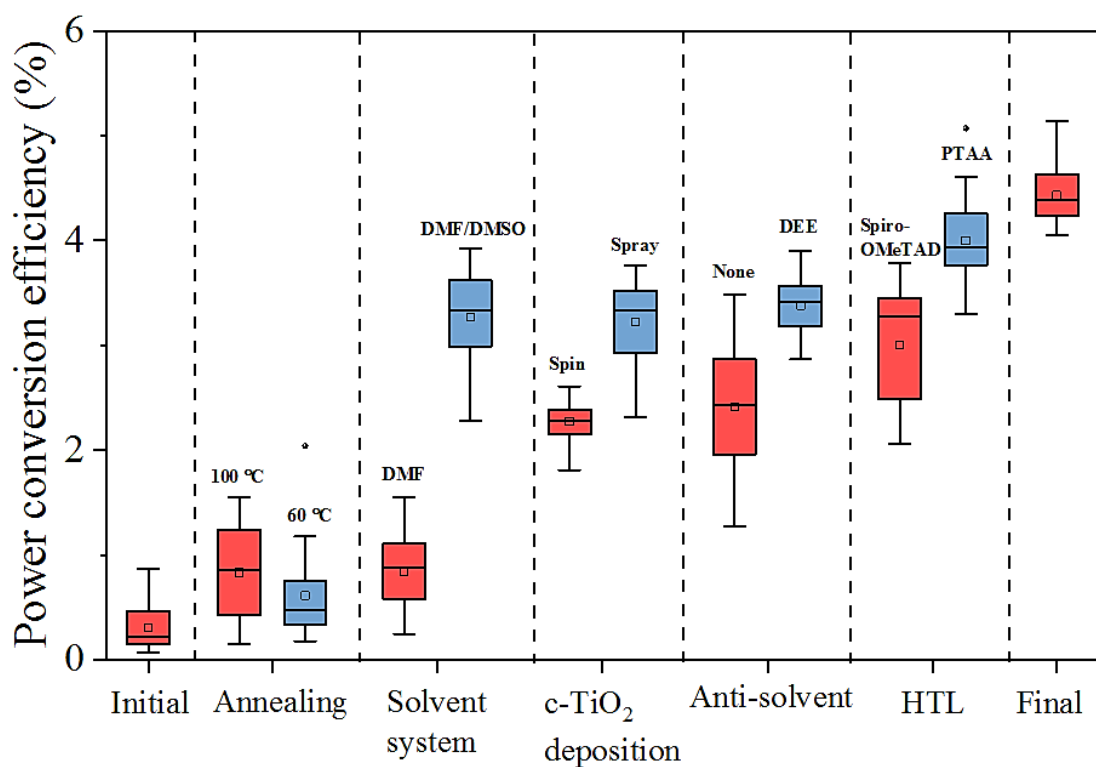 Power conversion efficiency (%)
6
4
2
0
100 °C
60 °C
DMF
DMF/DMSO
Spin
Spray
None
DEE
Spiro-
OMeTAD
PTAA
Initial
Annealing
Solvent
system
c-TiO₂
deposition
Anti-solvent
HTL
Final